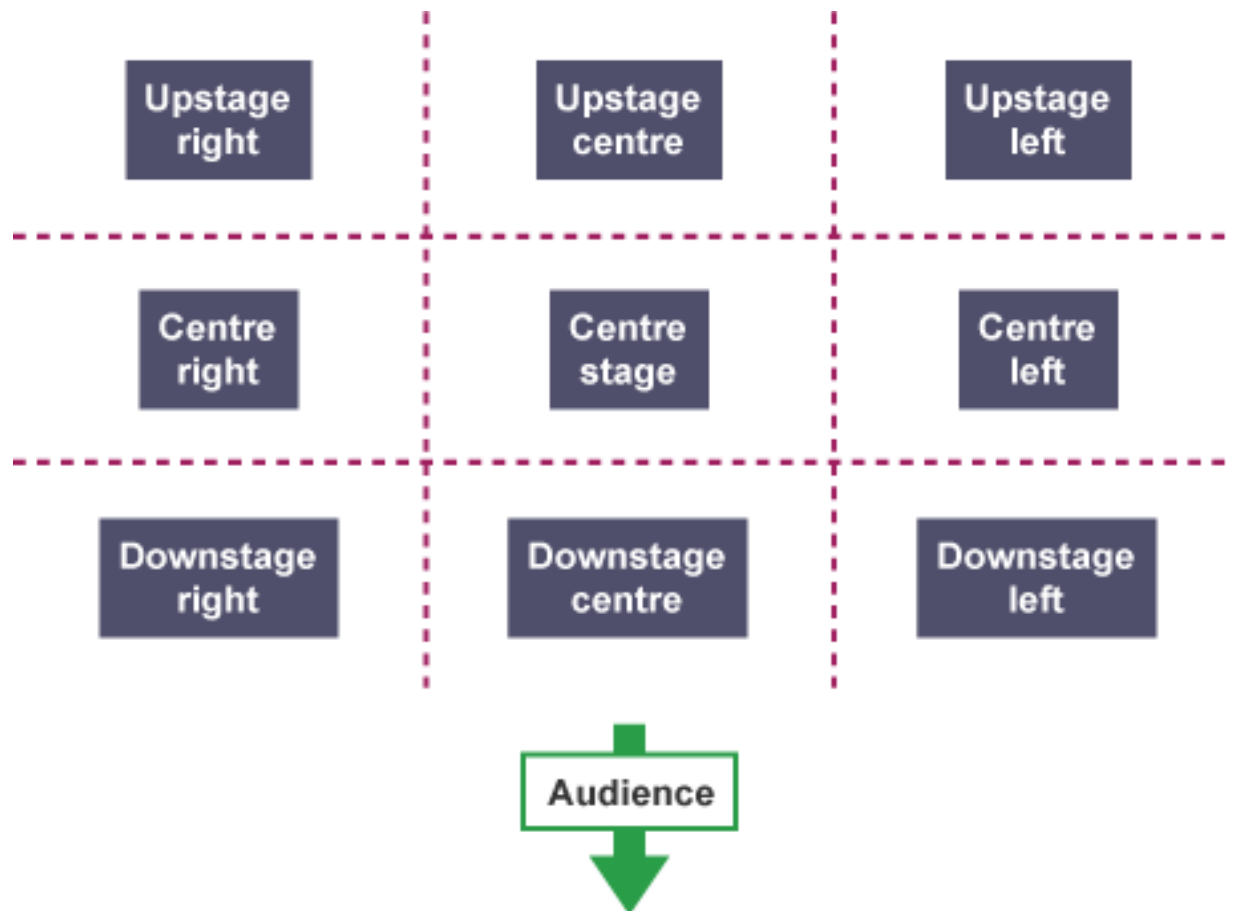 Upstage
right
Upstage
centre
Upstage
left
Centre
right
Centre
stage
Centre
left
Downstage
right
Downstage
centre
Downstage
left
Audience